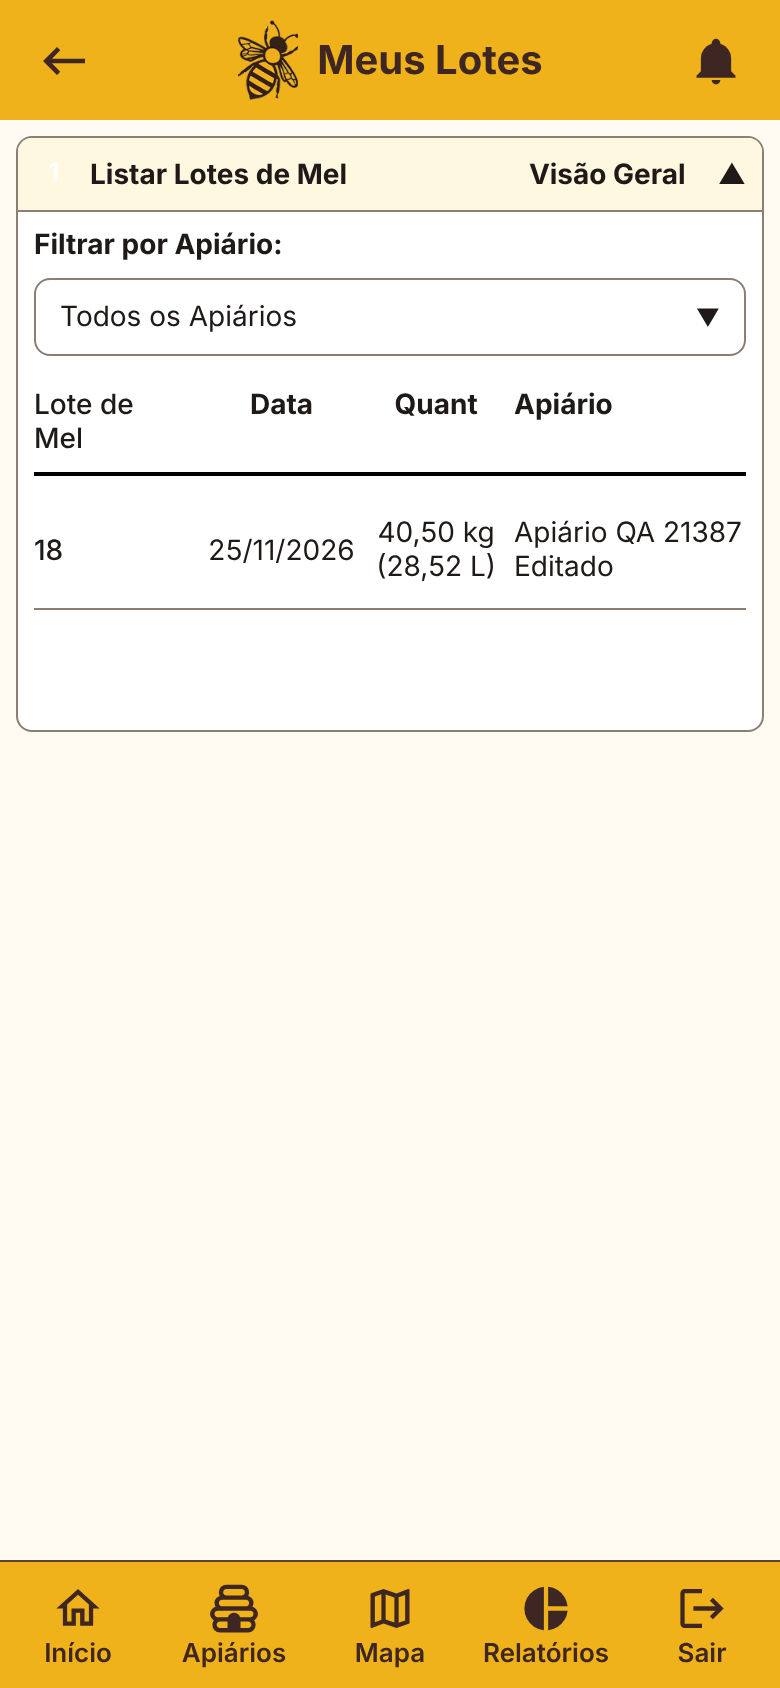 Meus Lotes
1 Listar Lotes de Mel Visão Geral ▲
Filtrar por Apiário:
Todos os Apiários ▼
Lote de Mel Data Quant Apiário
18 25/11/2026 40,50 kg (28,52 L) Apiário QA 21387 Editado
Início Apiários Mapa Relatórios Sair